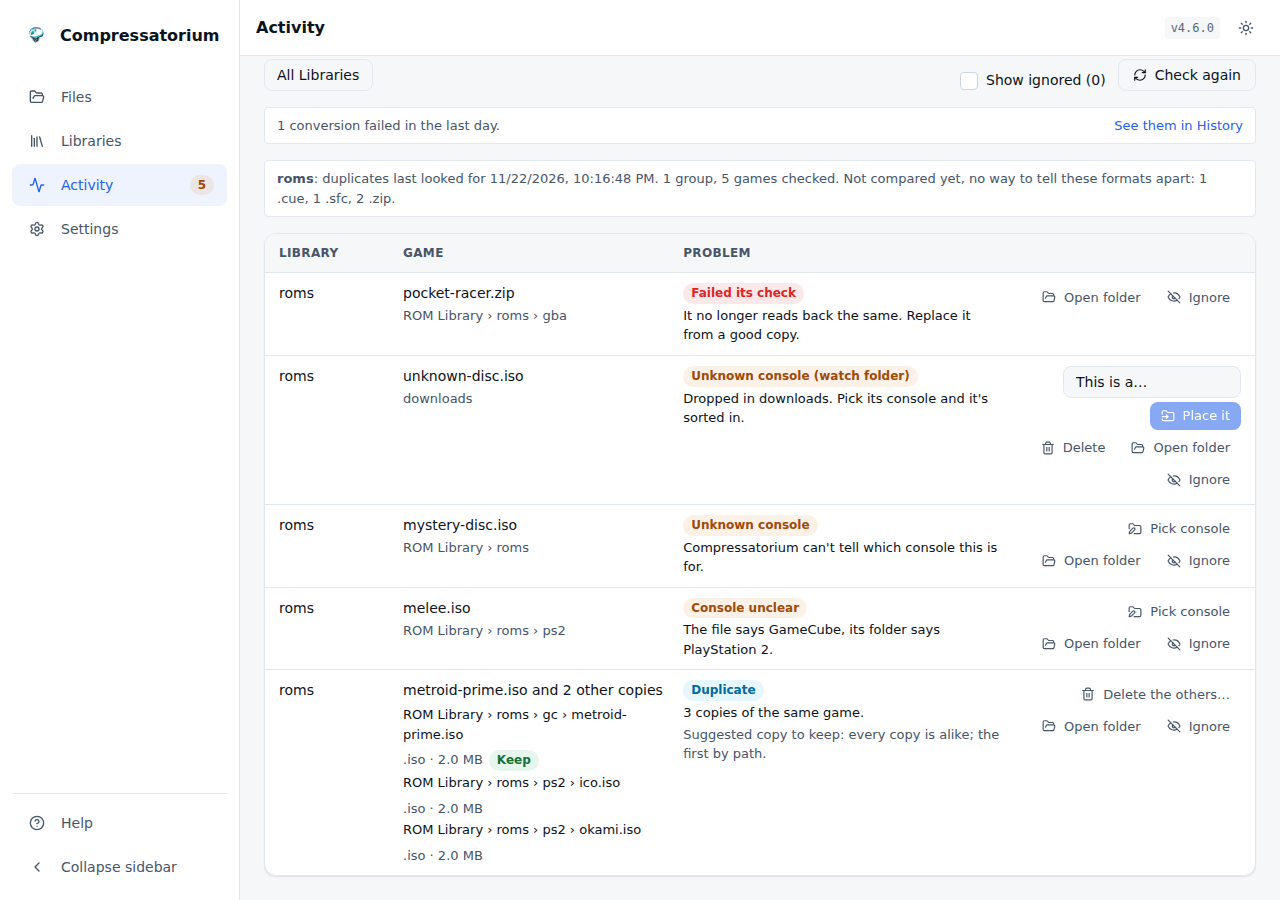 Compressatorium
Files
Libraries
Activity 5
Settings
Help
Collapse sidebar
Activity
v4.6.0
All Libraries
Show ignored (0)
Check again
1 conversion failed in the last day.
See them in History
roms: duplicates last looked for 11/22/2026, 10:16:48 PM. 1 group, 5 games checked. Not compared yet, no way to tell these formats apart: 1
.cue, 1 .sfc, 2 .zip.
LIBRARY GAME PROBLEM
roms
pocket-racer.zip
ROM Library › roms › gba
Failed its check
It no longer reads back the same. Replace it
from a good copy.
Open folder Ignore
roms
unknown-disc.iso
downloads
Unknown console (watch folder)
Dropped in downloads. Pick its console and it's
sorted in.
This is a…
Place it
Delete Open folder
Ignore
roms
mystery-disc.iso
ROM Library › roms
Unknown console
Compressatorium can't tell which console this is
for.
Pick console
Open folder Ignore
roms
melee.iso
ROM Library › roms › ps2
Console unclear
The file says GameCube, its folder says
PlayStation 2.
Pick console
Open folder Ignore
roms
metroid-prime.iso and 2 other copies
ROM Library › roms › gc › metroid-
prime.iso
.iso · 2.0 MB Keep
ROM Library › roms › ps2 › ico.iso
.iso · 2.0 MB
ROM Library › roms › ps2 › okami.iso
.iso · 2.0 MB
Duplicate
3 copies of the same game.
Suggested copy to keep: every copy is alike; the
first by path.
Delete the others…
Open folder Ignore